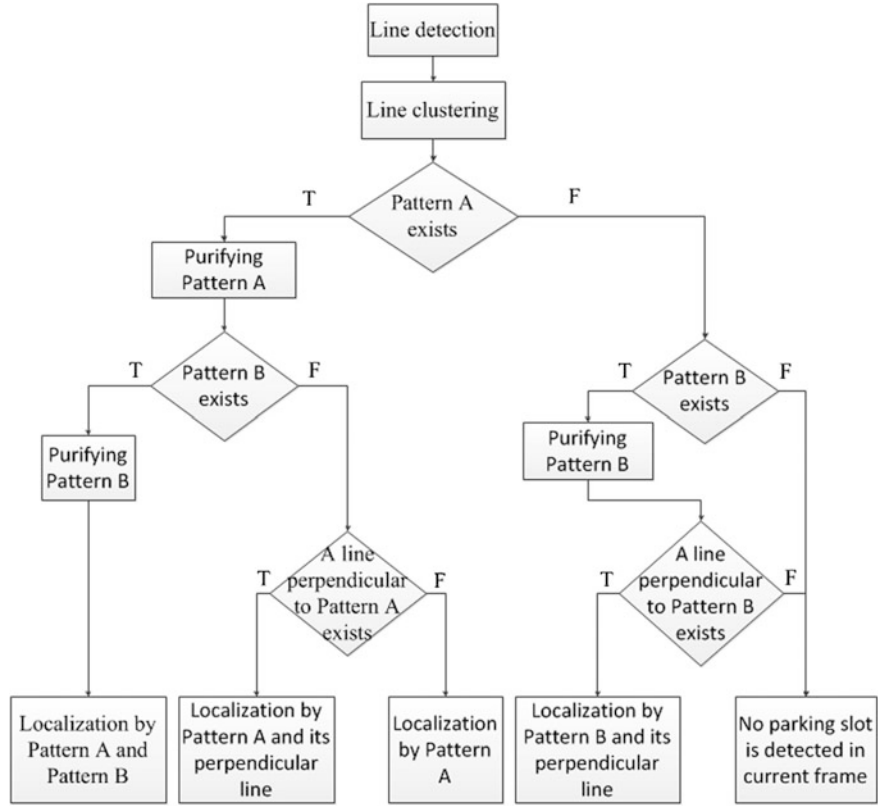 Line detection
Line clustering
T
Pattern A
exists
F
Purifying
Pattern A
T
Pattern B
exists
F
T
Pattern B
exists
F
Purifying
Pattern B
Purifying
Pattern B
T
A line
perpendicular
to Pattern A
exists
F
T
A line
perpendicular
to Pattern B
exists
F
Localization by
Pattern A and
Pattern B
Localization by
Pattern A and its
perpendicular
line
Localization
by Pattern
A
Localization by
Pattern B and its
perpendicular
line
No parking slot
is detected in
current frame